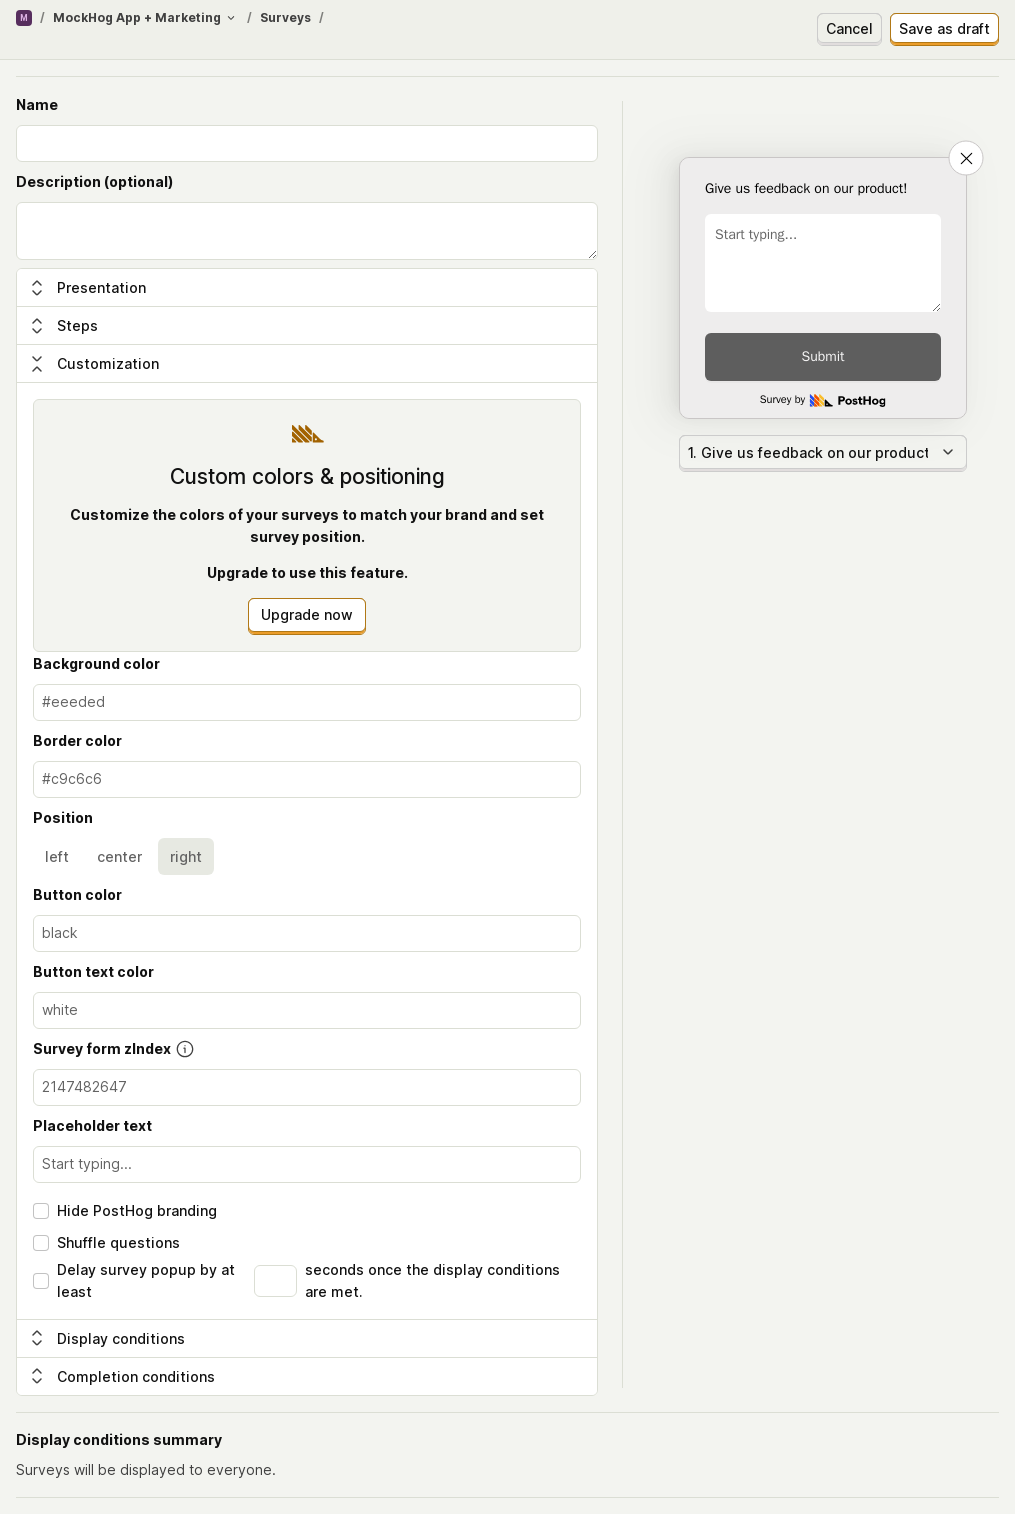 M / MockHog App + Marketing / Surveys /
Cancel
Save as draft
Name
Description (optional)
Presentation
Steps
Customization
Custom colors & positioning
Customize the colors of your surveys to match your brand and set
survey position.
Upgrade to use this feature.
Upgrade now
Background color
#eeeded
Border color
#c9c6c6
Position
left center right
Button color
black
Button text color
white
Survey form zIndex
2147482647
Placeholder text
Start typing...
Hide PostHog branding
Shuffle questions
Delay survey popup by at
least
seconds once the display conditions
are met.
Display conditions
Completion conditions
Give us feedback on our product!
Start typing...
Submit
Survey by PostHog
1. Give us feedback on our product
Display conditions summary
Surveys will be displayed to everyone.